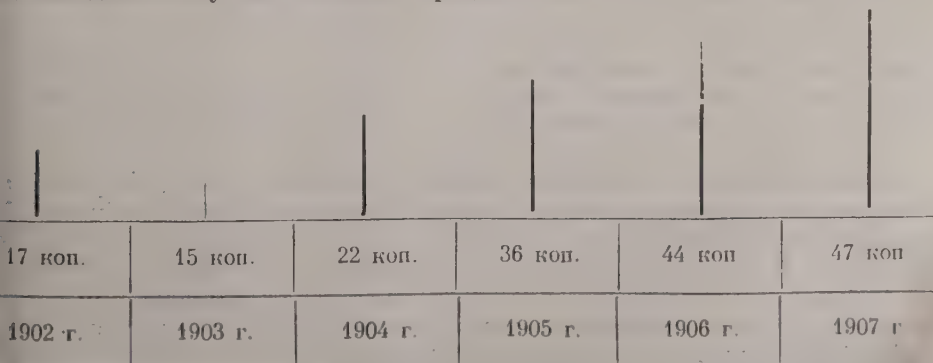 17 коп. 15 коп. 22 коп. 36 коп. 44 коп 47 коп
1902 г. 1903 г. 1904 г. 1905 г. 1906 г. 1907 г